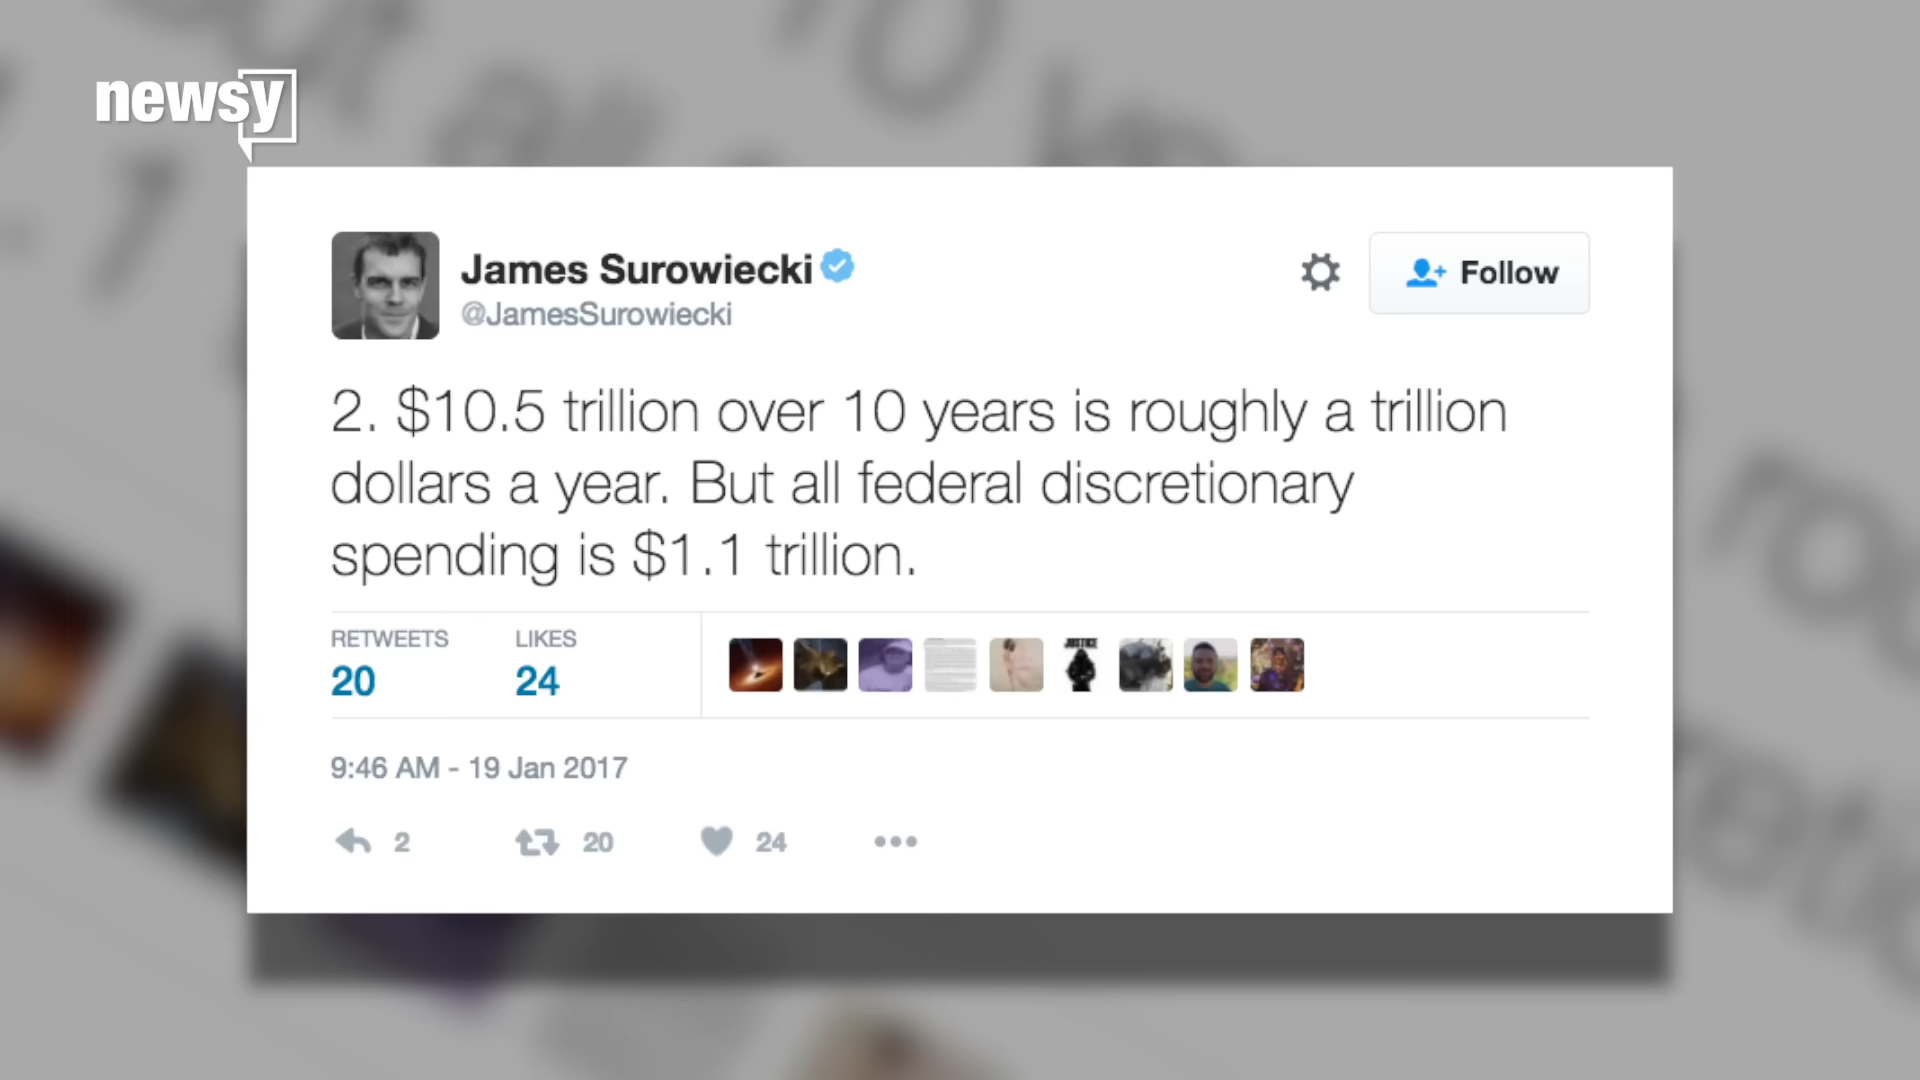 newsy
James Surowiecki
@JamesSurowiecki
Follow
2. $10.5 trillion over 10 years is roughly a trillion
dollars a year. But all federal discretionary
spending is $1.1 trillion.
RETWEETS LIKES
20 24
JUSTICE
9:46 AM - 19 Jan 2017
2 20 24